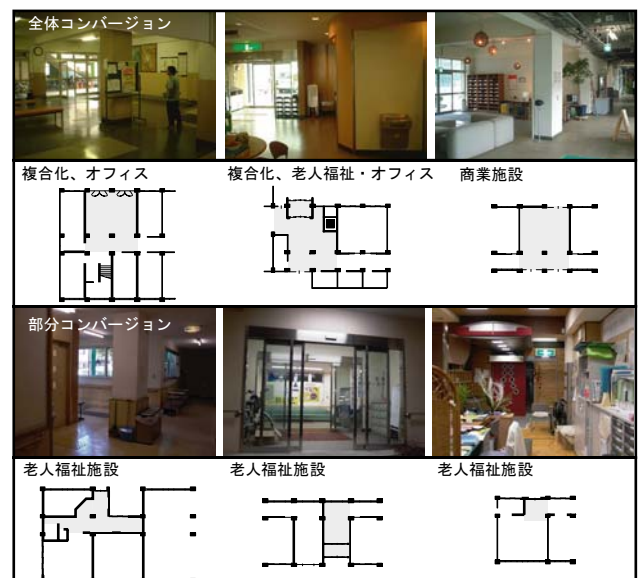 全体コンバージョン
複合化、オフィス
複合化、老人福祉・オフィス
商業施設
部分コンバージョン
老人福祉施設
老人福祉施設
老人福祉施設